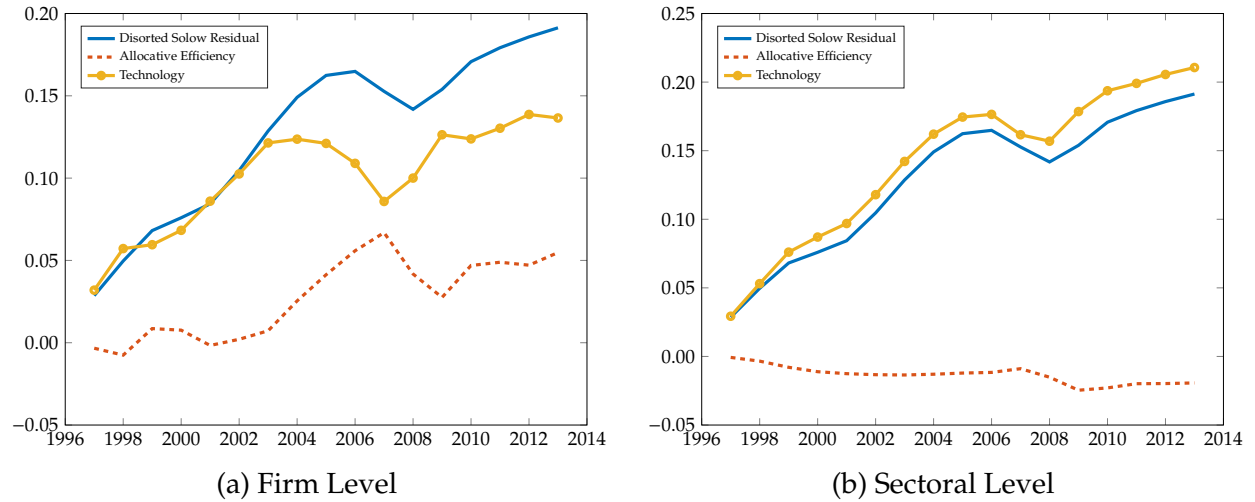 0.20
0.15
0.10
0.05
0.00
−0.05
1996 1998 2000 2002 2004 2006 2008 2010 2012 2014
Disorted Solow Residual
Allocative Efficiency
Technology
(a) Firm Level
0.25
0.20
0.15
0.10
0.05
0.00
−0.05
1996 1998 2000 2002 2004 2006 2008 2010 2012 2014
Disorted Solow Residual
Allocative Efficiency
Technology
(b) Sectoral Level